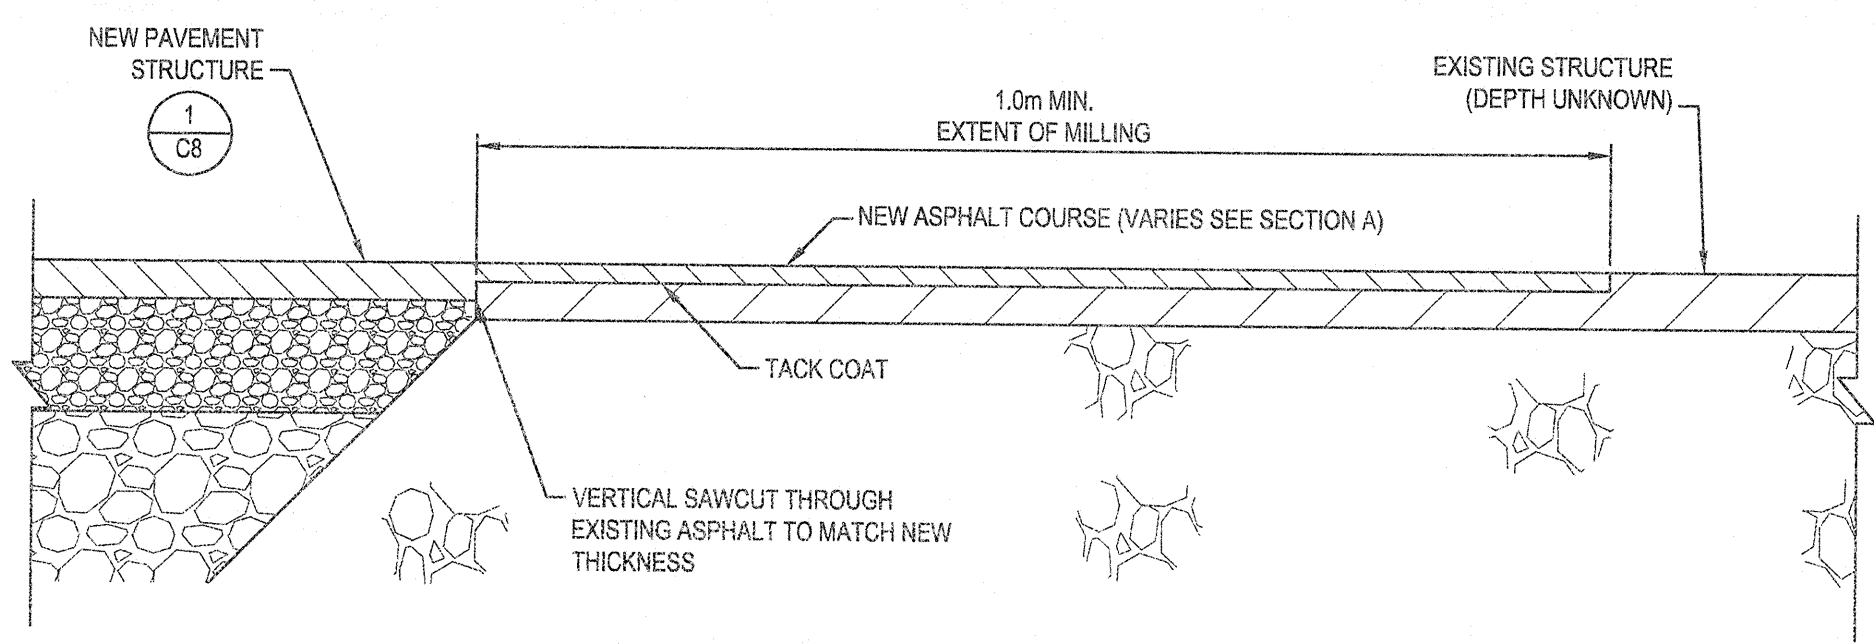 NEW PAVEMENT
STRUCTURE
1
C8
1.0m MIN.
EXTENT OF MILLING
EXISTING STRUCTURE
(DEPTH UNKNOWN)
NEW ASPHALT COURSE (VARIES SEE SECTION A)
TACK COAT
VERTICAL SAWCUT THROUGH
EXISTING ASPHALT TO MATCH NEW
THICKNESS